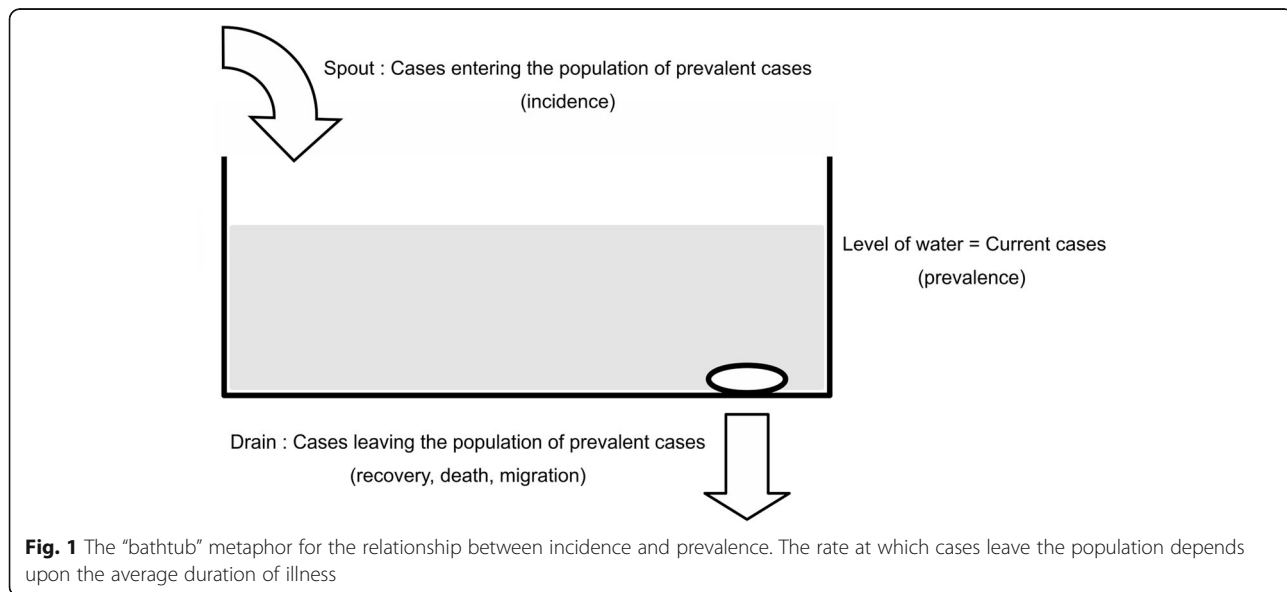 Spout : Cases entering the population of prevalent cases
(incidence)
Level of water = Current cases
(prevalence)
Drain : Cases leaving the population of prevalent cases
(recovery, death, migration)
Fig. 1 The “bathtub” metaphor for the relationship between incidence and prevalence. The rate at which cases leave the population depends
upon the average duration of illness